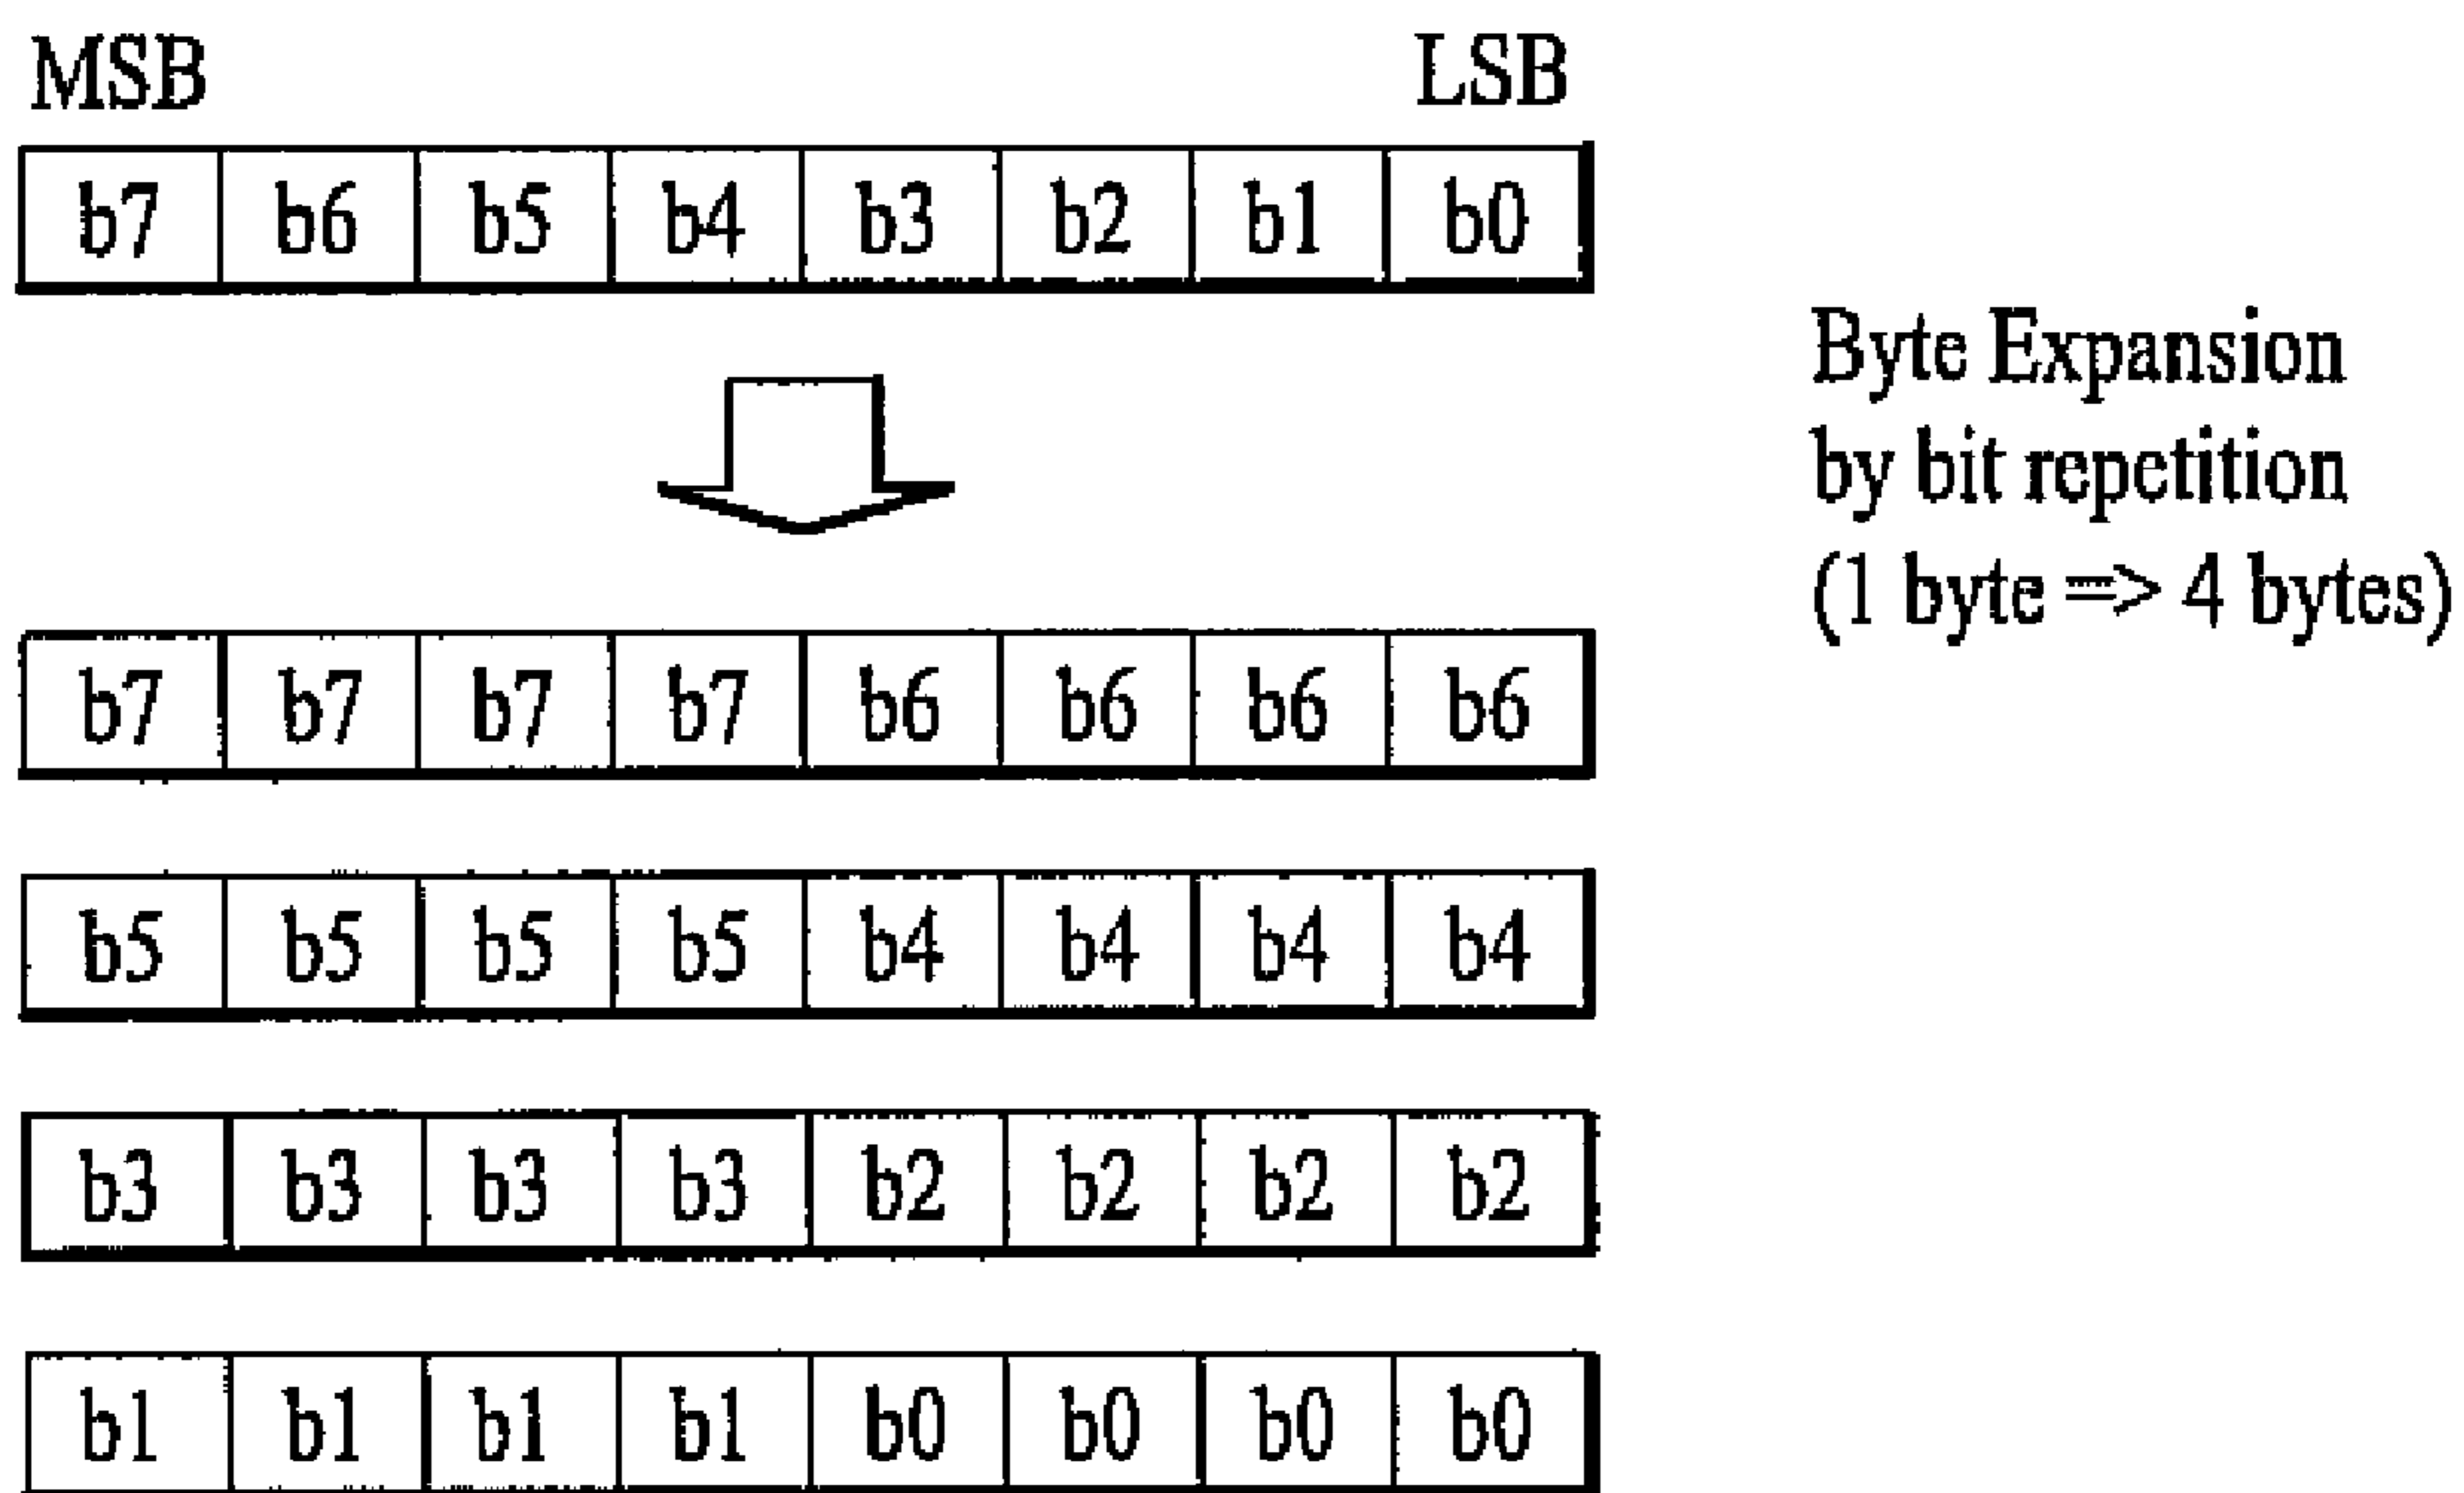 MSB LSB
b7 b6 b5 b4 b3 b2 b1 b0
Byte Expansion
by bit repetition
(1 byte => 4 bytes)
b7 b7 b7 b7 b6 b6 b6 b6
b5 b5 b5 b5 b4 b4 b4 b4
b3 b3 b3 b3 b2 b2 b2 b2
b1 b1 b1 b1 b0 b0 b0 b0